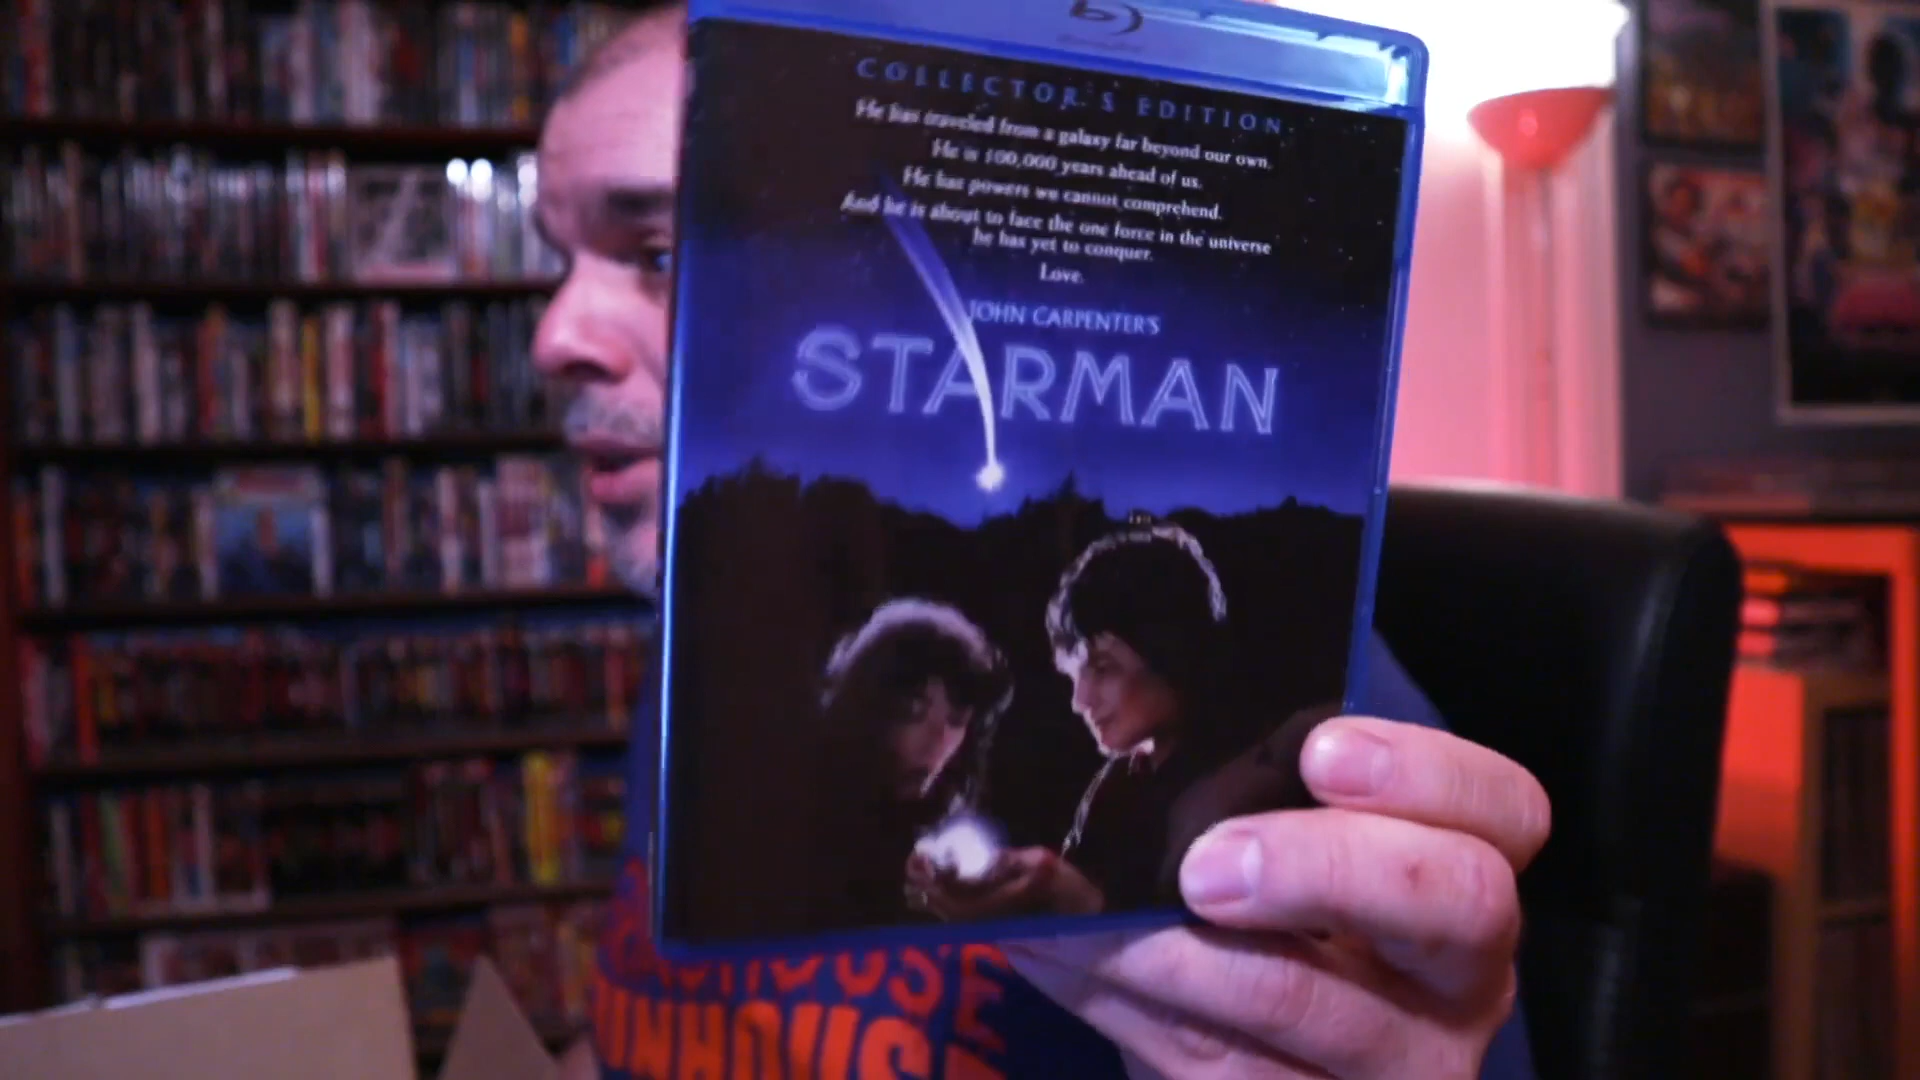 COLLECTOR'S EDITION
He has traveled from a galaxy far beyond our own.
He is 100,000 years ahead of us.
He has powers we cannot comprehend.
And he is about to face the one force in the universe
he has yet to conquer.
Love.
JOHN CARPENTER'S
STARMAN